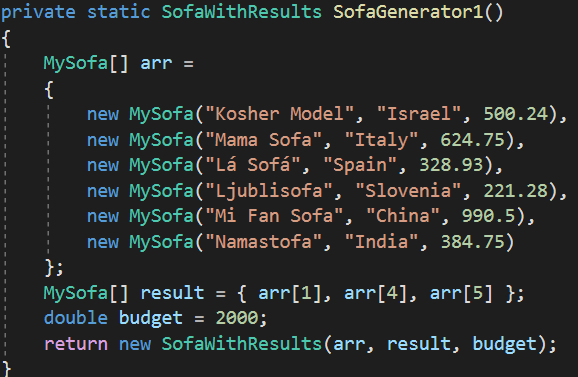 private static SofaWithResults SofaGenerator1()
{
MySofa[] arr =
{
new MySofa("Kosher Model", "Israel", 500.24),
new MySofa("Mama Sofa", "Italy", 624.75),
new MySofa("Lá Sofá", "Spain", 328.93),
new MySofa("Ljublisofa", "Slovenia", 221.28),
new MySofa("Mi Fan Sofa", "China", 990.5),
new MySofa("Namastofa", "India", 384.75)
};
MySofa[] result = { arr[1], arr[4], arr[5] };
double budget = 2000;
return new SofaWithResults(arr, result, budget);
}